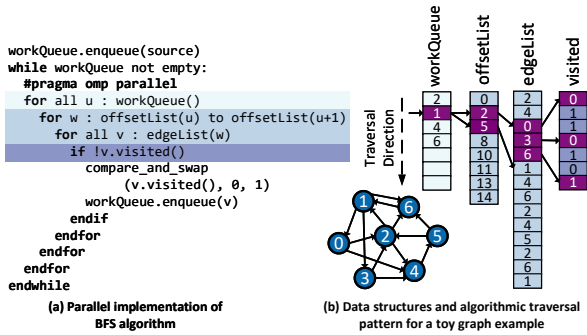 workQueue.enqueue(source)
while workQueue not empty:
#pragma omp parallel
for all u : workQueue()
for w : offsetList(u) to offsetList(u+1)
for all v : edgeList(w)
if !v.visited()
compare_and_swap
(v.visited(), 0, 1)
workQueue.enqueue(v)
endif
endfor
endfor
endfor
endwhile
(a) Parallel implementation of
BFS algorithm
workQueue
2
1
4
6
offsetList
0
2
5
8
10
11
13
14
edgeList
2
4
0
3
6
1
4
6
2
4
5
2
6
1
visited
0
1
1
0
1
0
1
Traversal
Direction
1
6
0
2
5
3
4
(b) Data structures and algorithmic traversal
pattern for a toy graph example